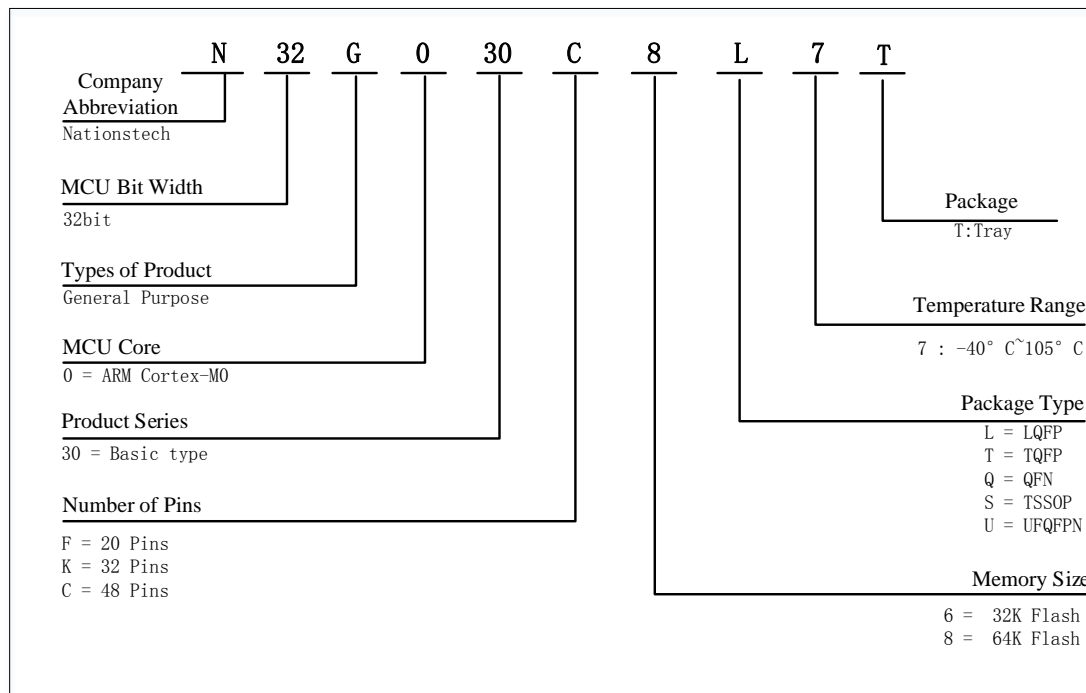 N 32 G 0 30 C 8 L 7 T
Company
Abbreviation
Nationstech
MCU Bit Width
32bit
Types of Product
General Purpose
MCU Core
0 = ARM Cortex-M0
Product Series
30 = Basic type
Number of Pins
F = 20 Pins
K = 32 Pins
C = 48 Pins
Package
T:Tray
Temperature Range
7 : -40° C~105° C
Package Type
L = LQFP
T = TQFP
Q = QFN
S = TSSOP
U = UFQFPN
Memory Size
6 = 32K Flash
8 = 64K Flash